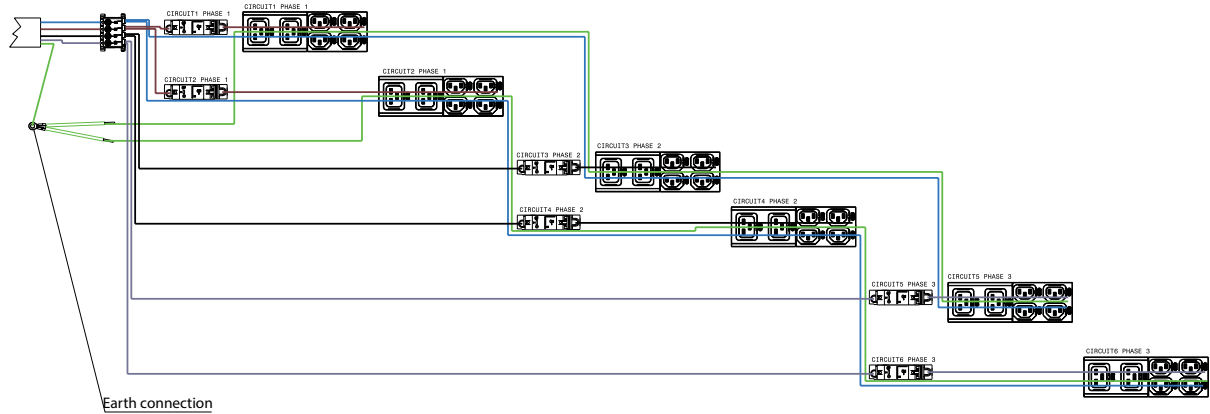 CIRCUIT1 PHASE 1
CIRCUIT1 PHASE 1
CIRCUIT2 PHASE 1
CIRCUIT2 PHASE 1
CIRCUIT3 PHASE 2
CIRCUIT3 PHASE 2
CIRCUIT4 PHASE 2
CIRCUIT4 PHASE 2
CIRCUIT5 PHASE 3
CIRCUIT5 PHASE 3
CIRCUIT6 PHASE 3
CIRCUIT6 PHASE 3
Earth connection